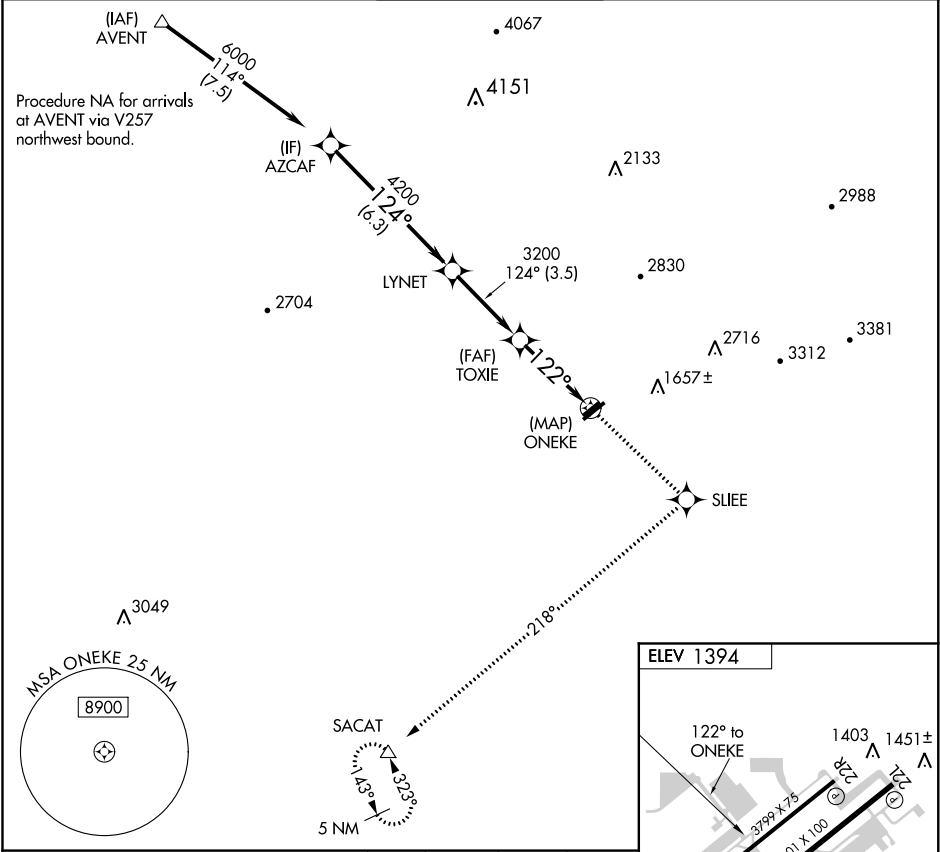 (IAF)
AVENT
6000
114°
(7.5)
4067
4151
Procedure NA for arrivals
at AVENT via V257
northwest bound.
(IF)
AZCAF
2133
4200
124°
(6.3)
2988
3200
124° (3.5)
2830
LYNET
2704
2716
3381
3312
(FAF)
TOXIE
122°
1657±
(MAP)
ONEKE
SLIEE
218°
3049
MSA ONEKE 25 NM
8900
SACAT
143°
323°
5 NM
ELEV 1394
122° to
ONEKE
1403
1451±
22R
22L
3799 X 75
01 X 100
P
P